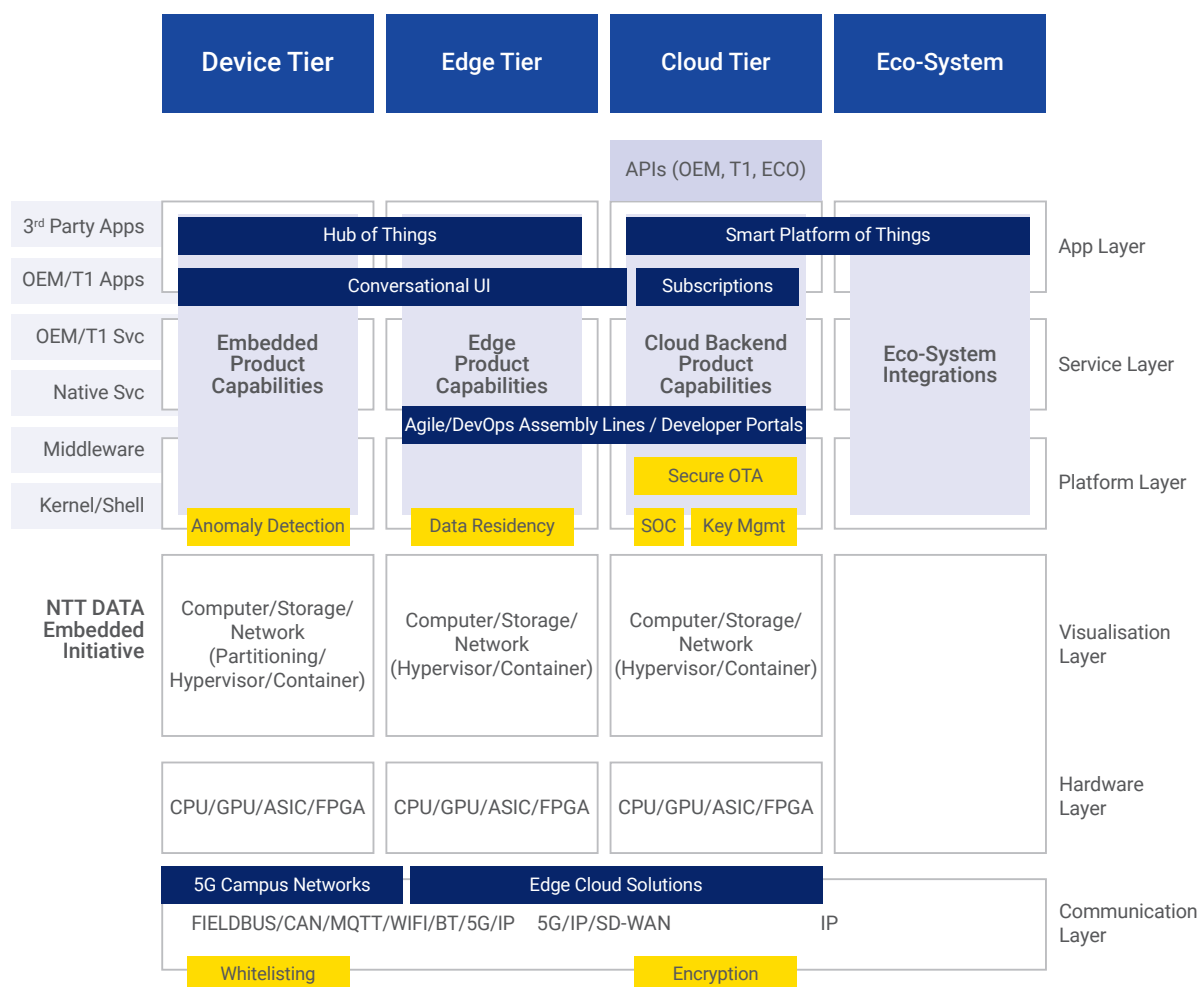 Device Tier
Edge Tier
Cloud Tier
Eco-System
APIs (OEM, T1, ECO)
3rd Party Apps
Hub of Things
Smart Platform of Things
App Layer
OEM/T1 Apps
Conversational UI
Subscriptions
OEM/T1 Svc
Native Svc
Embedded
Product
Capabilities
Edge
Product
Capabilities
Cloud Backend
Product
Capabilities
Eco-System
Integrations
Service Layer
Agile/DevOps Assembly Lines / Developer Portals
Middleware
Kernel/Shell
Secure OTA
Platform Layer
Anomaly Detection
Data Residency
SOC
Key Mgmt
NTT DATA
Embedded
Initiative
Computer/Storage/
Network
(Partitioning/
Hypervisor/Container)
Computer/Storage/
Network
(Hypervisor/Container)
Computer/Storage/
Network
(Hypervisor/Container)
Visualisation
Layer
CPU/GPU/ASIC/FPGA
CPU/GPU/ASIC/FPGA
CPU/GPU/ASIC/FPGA
Hardware
Layer
5G Campus Networks
Edge Cloud Solutions
FIELDBUS/CAN/MQTT/WIFI/BT/5G/IP
5G/IP/SD-WAN
IP
Communication
Layer
Whitelisting
Encryption